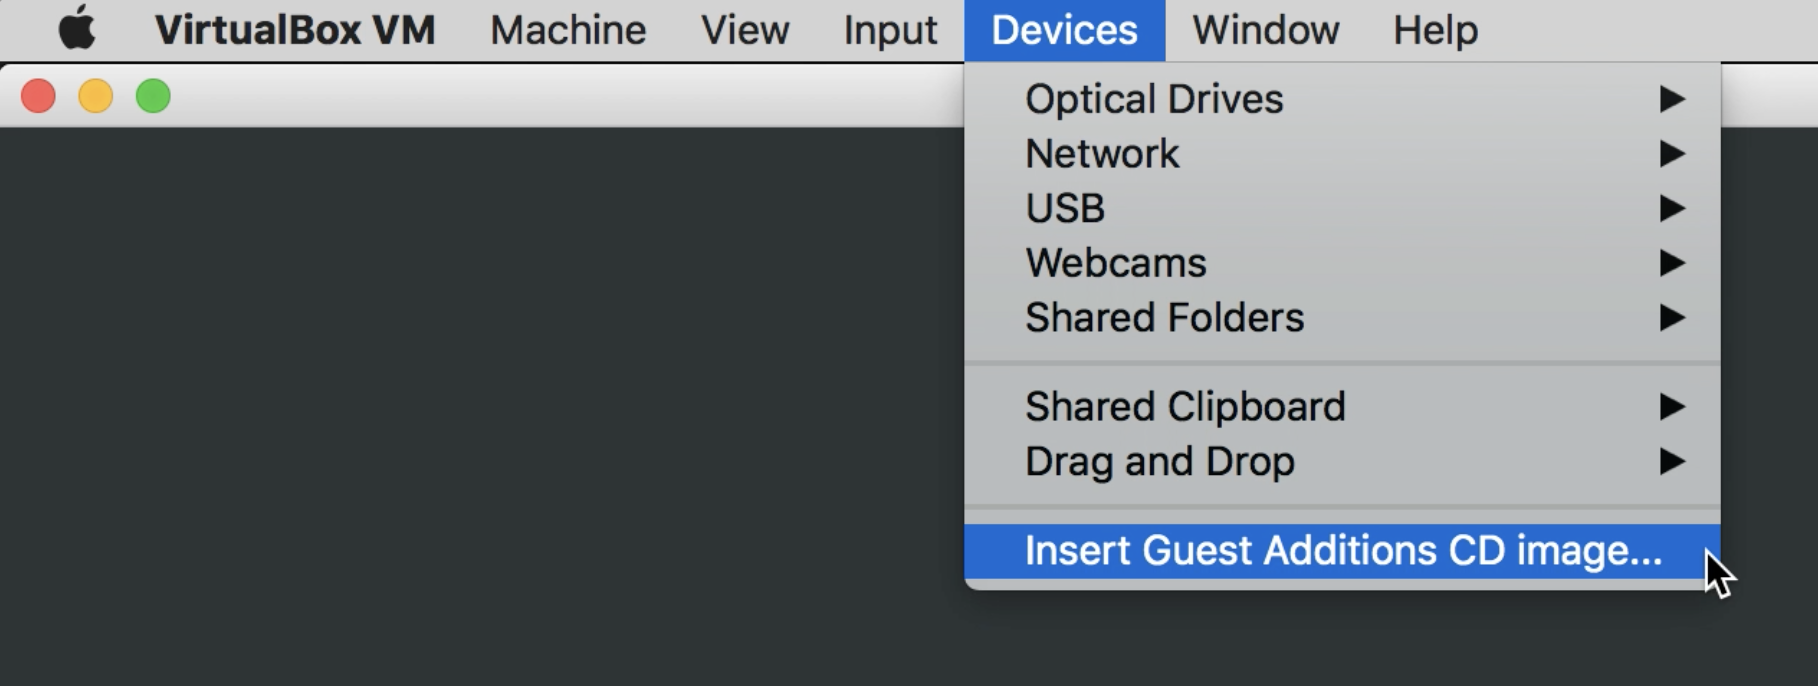 VirtualBox VM Machine View Input Devices Window Help
Optical Drives
Network
USB
Webcams
Shared Folders
Shared Clipboard
Drag and Drop
Insert Guest Additions CD image...